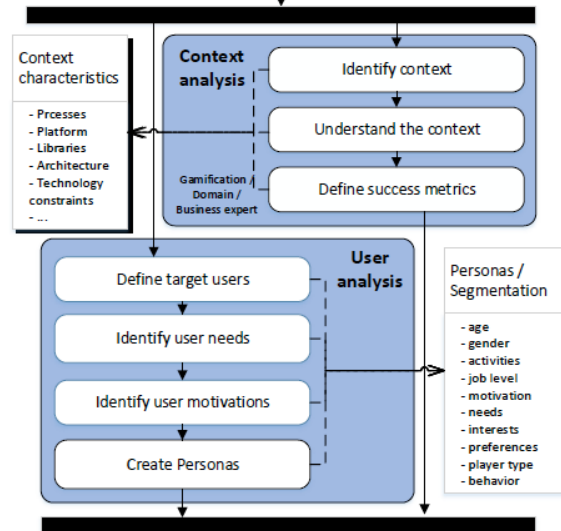 Context
characteristics
- Prcesses
- Platform
- Libraries
- Architecture
- Technology
constraints
- ...
Context
analysis
Identify context
Understand the context
Define success metrics
Gamification /
Domain /
Business expert
User
analysis
Define target users
Identify user needs
Identify user motivations
Create Personas
Personas /
Segmentation
- age
- gender
- activities
- job level
- motivation
- needs
- interests
- preferences
- player type
- behavior